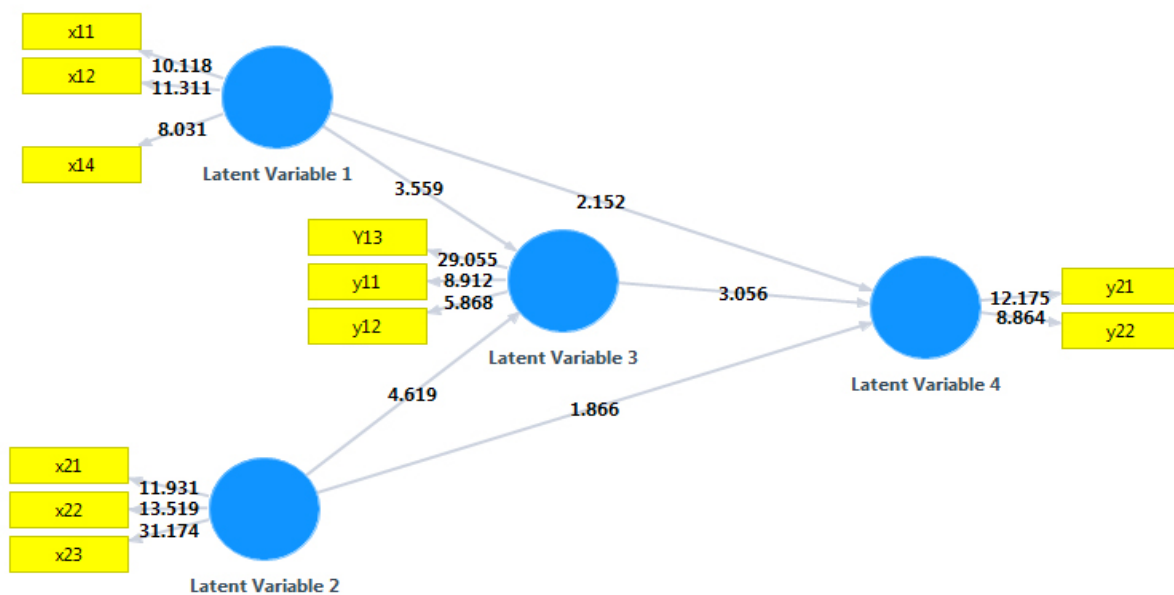 x11
10.118
x12
11.311
8.031
x14
Latent Variable 1
3.559
2.152
Y13
29.055
y11
8.912
y12
5.868
Latent Variable 3
3.056
12.175
y21
8.864
y22
Latent Variable 4
4.619
1.866
x21
11.931
x22
13.519
x23
31.174
Latent Variable 2